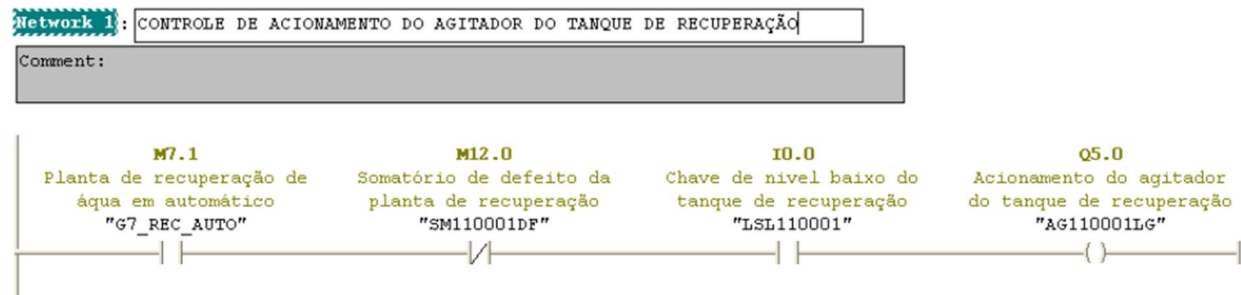 Network 1: CONTROLE DE ACIONAMENTO DO AGITADOR DO TANQUE DE RECUPERAÇÃO
Comment:
M7.1
Planta de recuperação de
áqua em automático
"G7_REC_AUTO"
M12.0
Somatório de defeito da
planta de recuperação
"SM110001DF"
I0.0
Chave de nivel baixo do
tanque de recuperação
"LSL110001"
Q5.0
Acionamento do agitador
do tanque de recuperação
"AG110001LG"